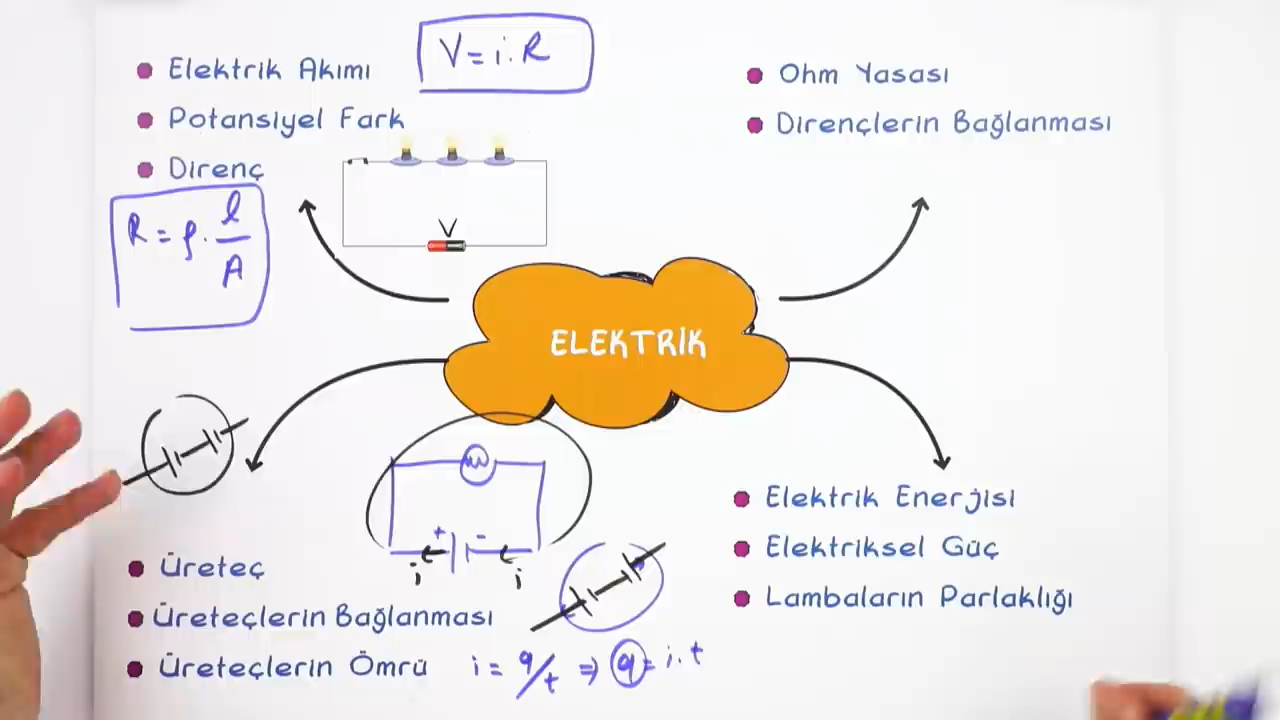 Elektrik Akımı
V = i . R
Potansiyel Fark
Direnç
R = ρ . l / A
V
Ohm Yasası
Dirençlerin Bağlanması
ELEKTRİK
+ -
i i
Üreteç
Üreteçlerin Bağlanması
Üreteçlerin Ömrü
i = q/t ⇒ q = i . t
Elektrik Enerjisi
Elektriksel Güç
Lambaların Parlaklığı